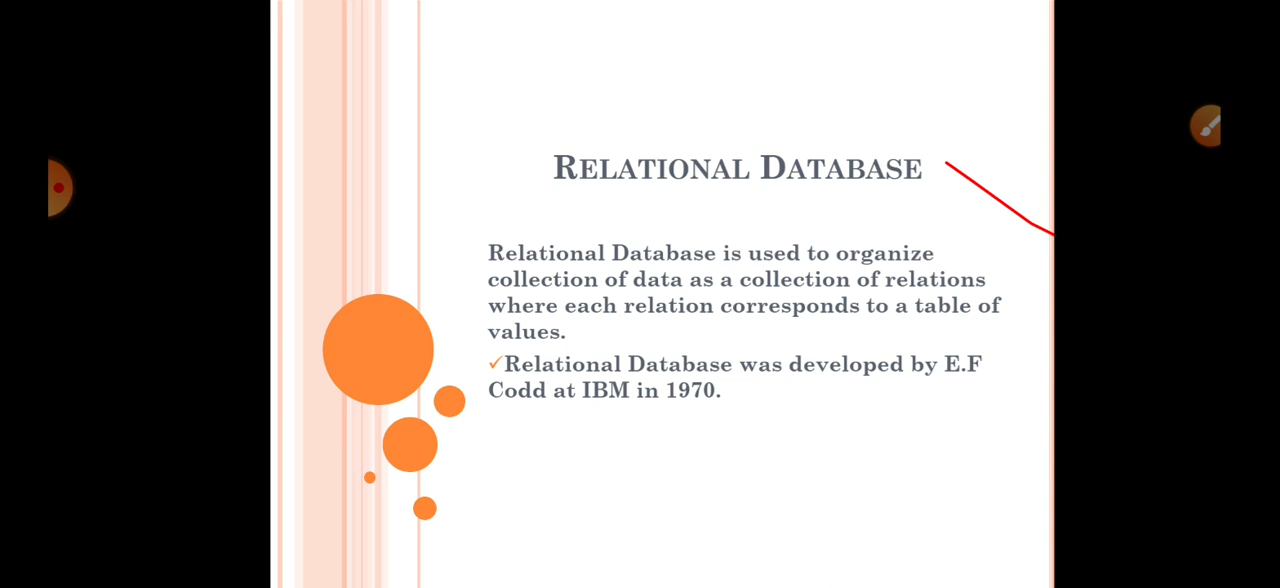 RELATIONAL DATABASE
Relational Database is used to organize
collection of data as a collection of relations
where each relation corresponds to a table of
values.
✓Relational Database was developed by E.F
Codd at IBM in 1970.